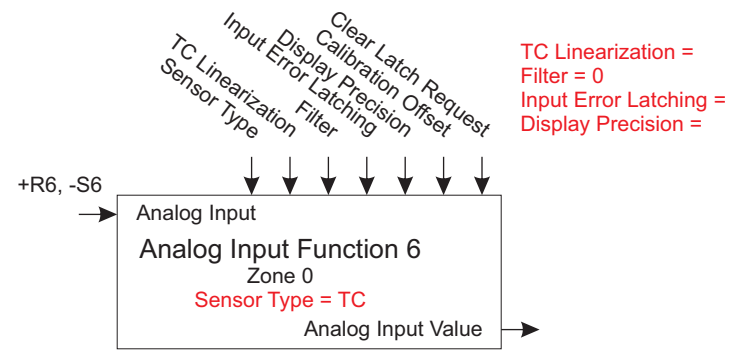 Clear Latch Request
Calibration Offset
Display Precision
Input Error Latching
Filter
TC Linearization
Sensor Type
TC Linearization =
Filter = 0
Input Error Latching =
Display Precision =
+R6, -S6
Analog Input
Analog Input Function 6
Zone 0
Sensor Type = TC
Analog Input Value